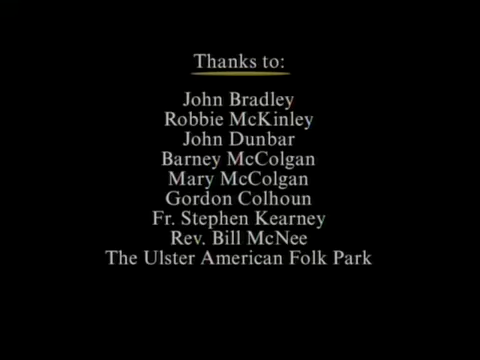 Thanks to:
John Bradley
Robbie McKinley
John Dunbar
Barney McColgan
Mary McColgan
Gordon Colhoun
Fr. Stephen Kearney
Rev. Bill McNee
The Ulster American Folk Park